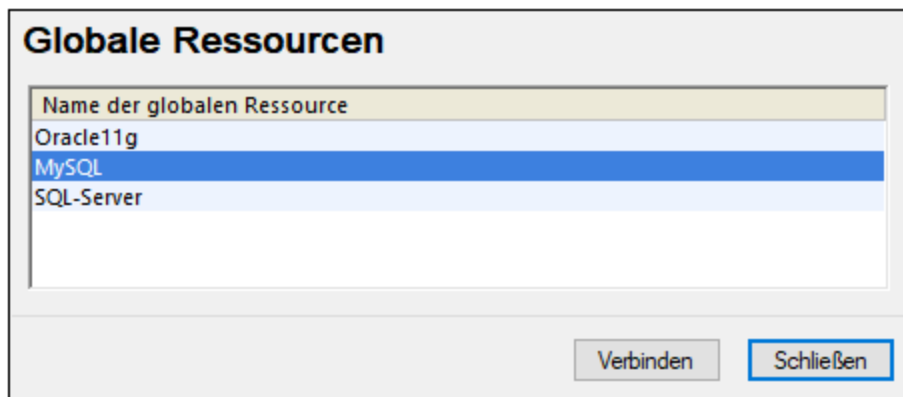 Globale Ressourcen
Name der globalen Ressource
Oracle11g
MySQL
SQL-Server
Verbinden Schließen